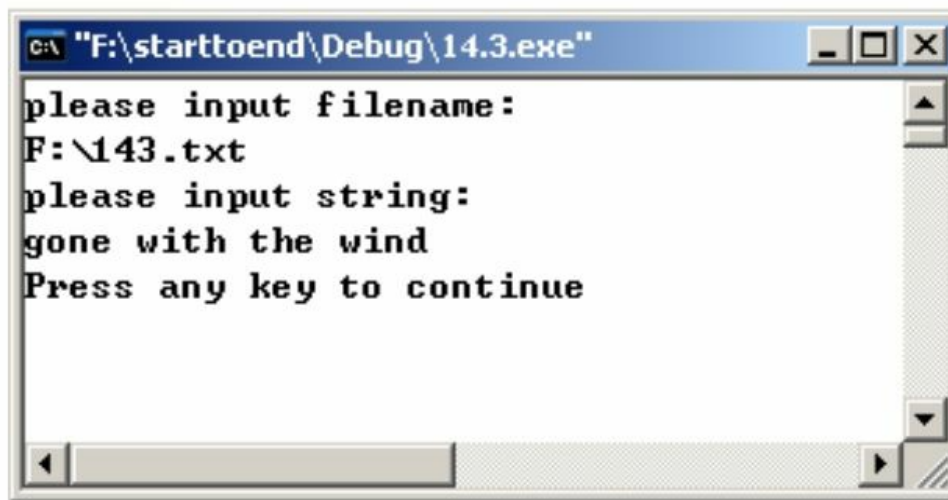 "F:\starttoend\Debug\14.3.exe"
please input filename:
F:\143.txt
please input string:
gone with the wind
Press any key to continue